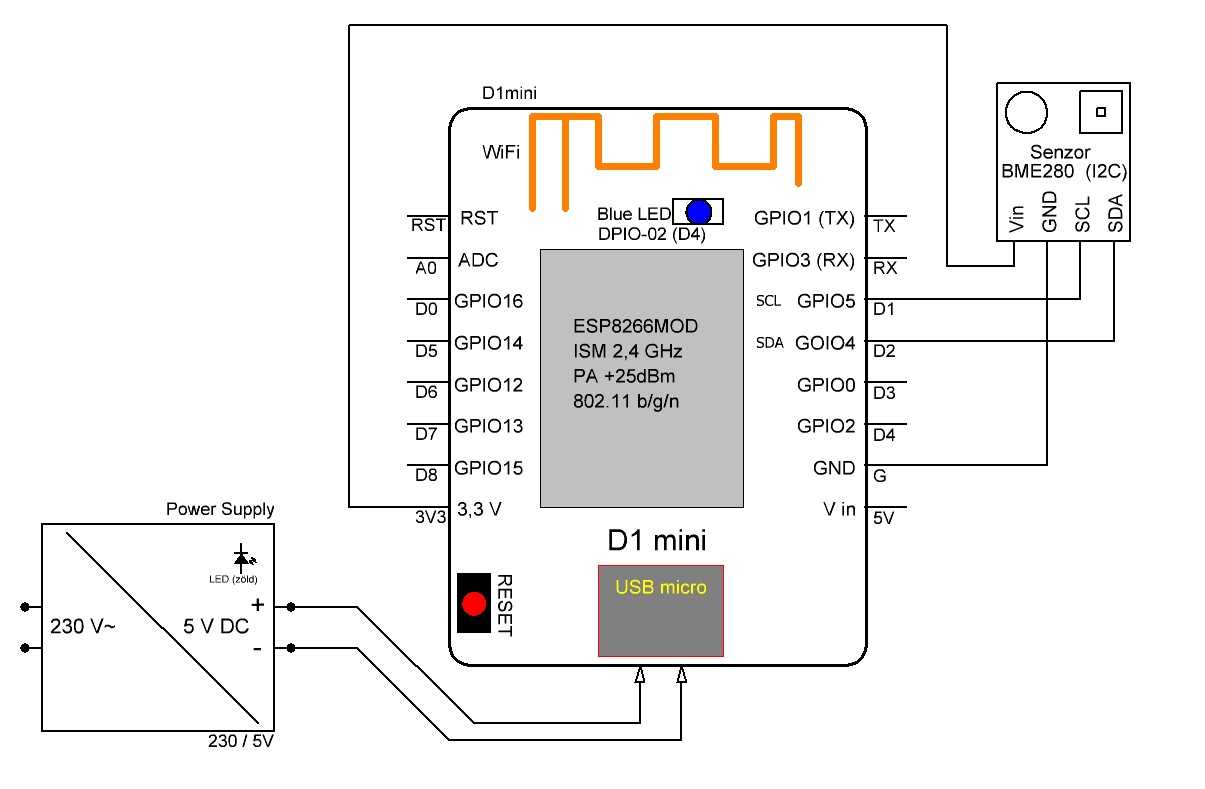 D1mini
WiFi
Blue LED
DPIO-02 (D4)
RST RST
A0 ADC
D0 GPIO16
D5 GPIO14
D6 GPIO12
D7 GPIO13
D8 GPIO15
3V3 3,3 V
ESP8266MOD
ISM 2,4 GHz
PA +25dBm
802.11 b/g/n
GPIO1 (TX) TX
GPIO3 (RX) RX
SCL GPIO5 D1
SDA GOIO4 D2
GPIO0 D3
GPIO2 D4
GND G
V in 5V
D1 mini
USB micro
RESET
Senzor
BME280 (I2C)
Vin
GND
SCL
SDA
Power Supply
LED (zöld)
+
230 V~ 5 V DC
-
230 / 5V